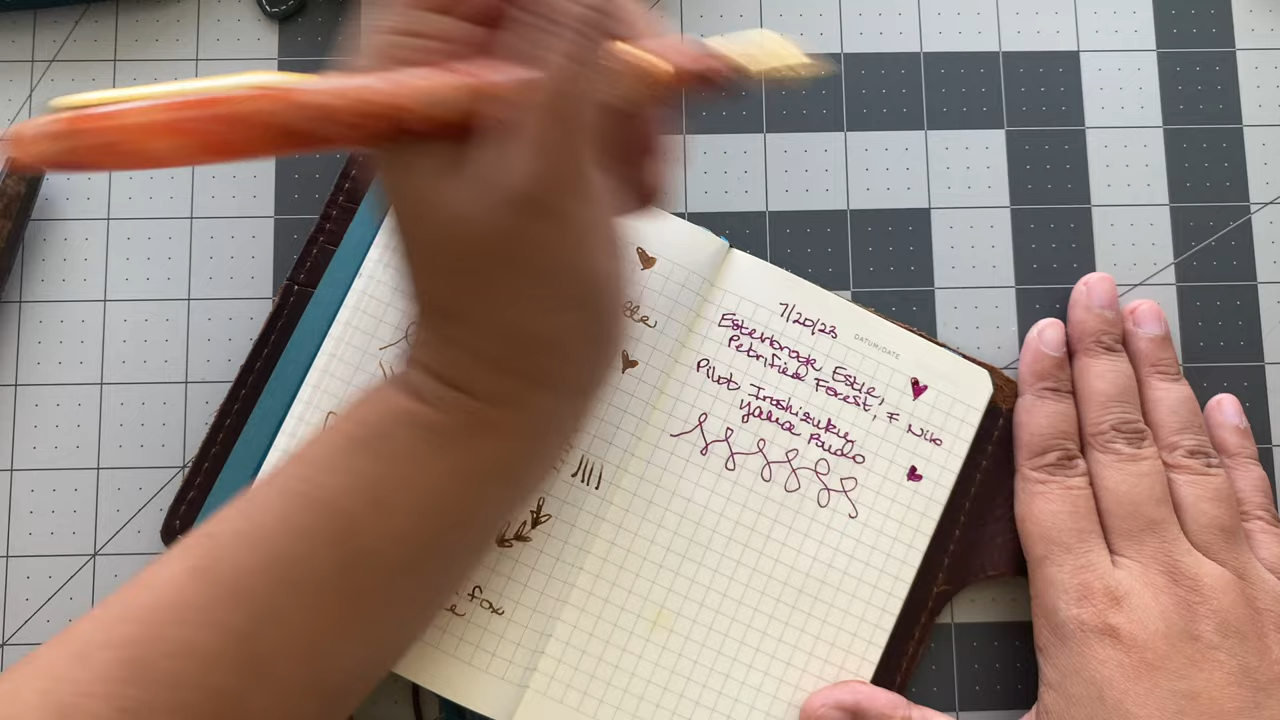 7/20/23
DATUM/DATE
Esterbrook Estie,
Petrified Forest, F Nib
Pilot Iroshizuku
yama Budo
fox